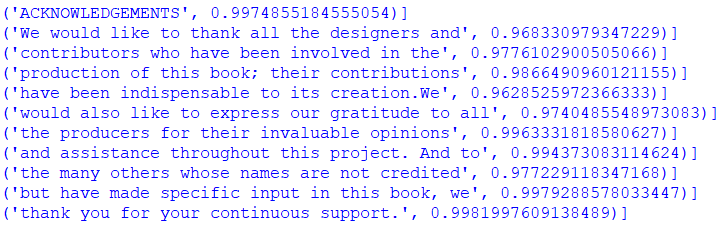 ('ACKNOWLEDGEMENTS', 0.9974855184555054)]
('We would like to thank all the designers and', 0.968330979347229)]
('contributors who have been involved in the', 0.9776102900505066)]
('production of this book; their contributions', 0.9866490960121155)]
('have been indispensable to its creation.We', 0.9628525972366333)]
('would also like to express our gratitude to all', 0.9740485548973083)]
('the producers for their invaluable opinions', 0.9963331818580627)]
('and assistance throughout this project. And to', 0.994373083114624)]
('the many others whose names are not credited', 0.977229118347168)]
('but have made specific input in this book, we', 0.9979288578033447)]
('thank you for your continuous support.', 0.9981997609138489)]